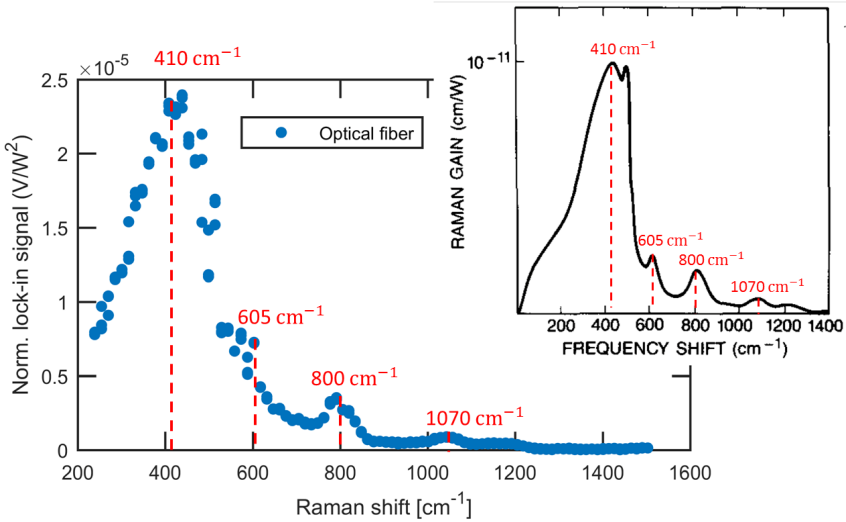 410 cm⁻¹
×10⁻⁵
2.5
2
1.5
1
0.5
0
Norm. lock-in signal (V/W²)
Optical fiber
605 cm⁻¹
800 cm⁻¹
1070 cm⁻¹
200 400 600 800 1000 1200 1400 1600
Raman shift [cm⁻¹]
10⁻¹¹
RAMAN GAIN (cm/W)
410 cm⁻¹
605 cm⁻¹
800 cm⁻¹
1070 cm⁻¹
200 400 600 800 1000 1200 1400
FREQUENCY SHIFT (cm⁻¹)